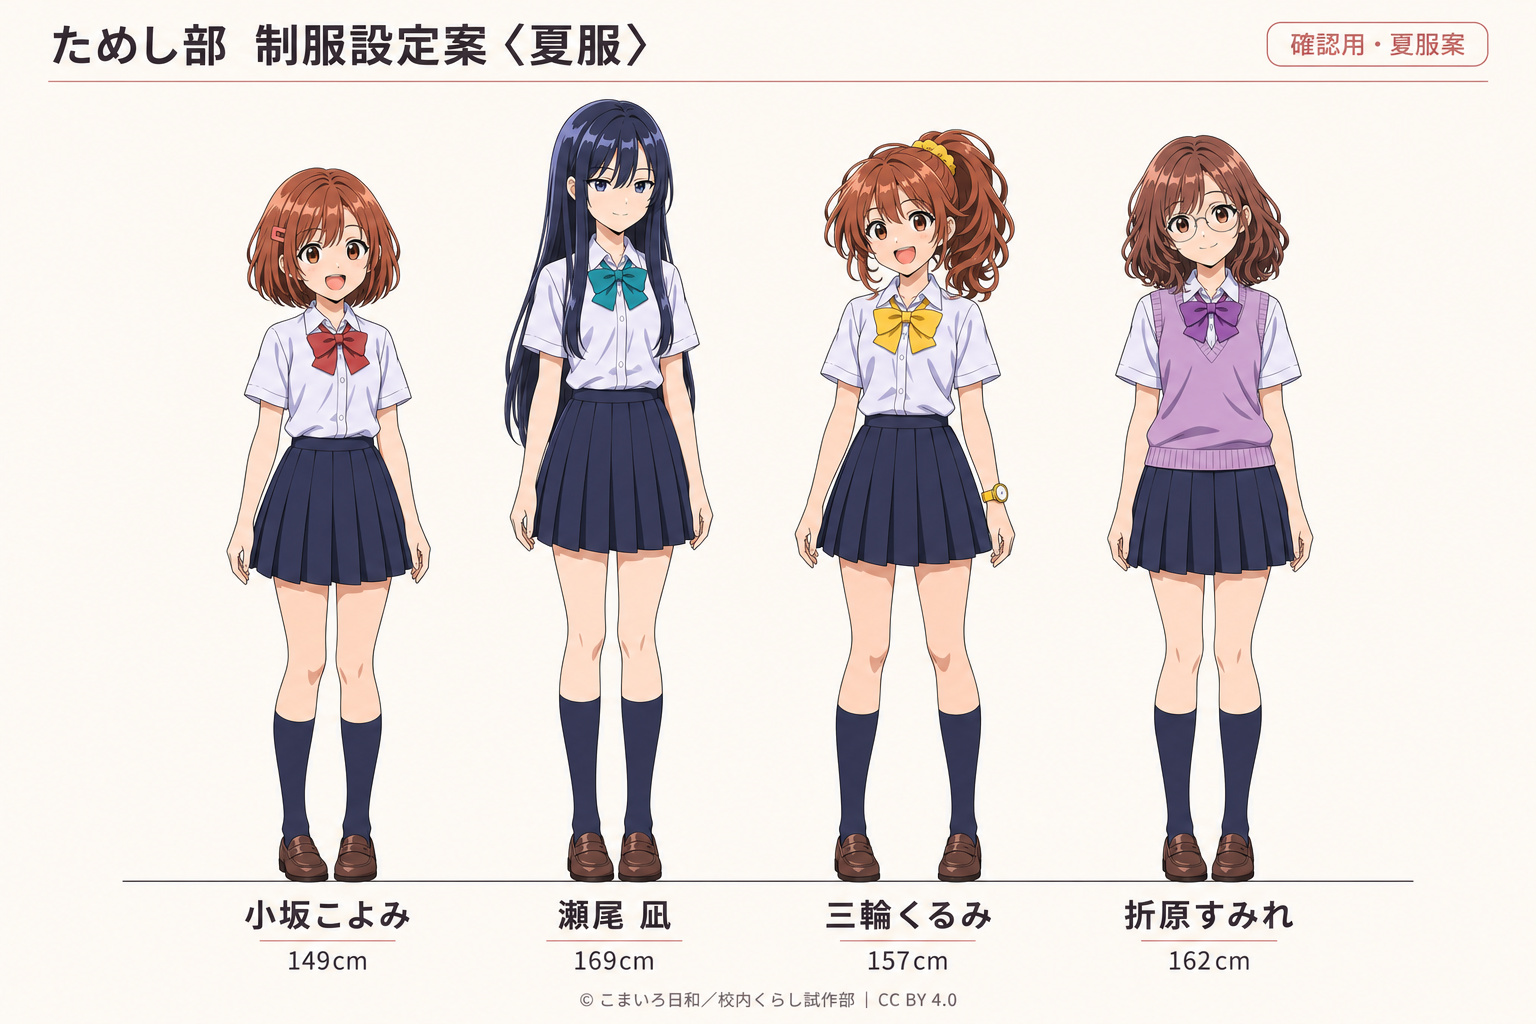 ためし部 制服設定案〈夏服〉
確認用・夏服案
小坂こよみ
149cm
瀬尾 凪
169cm
三輪くるみ
157cm
折原すみれ
162cm
© こまいろ日和／校内くらし試作部 | CC BY 4.0